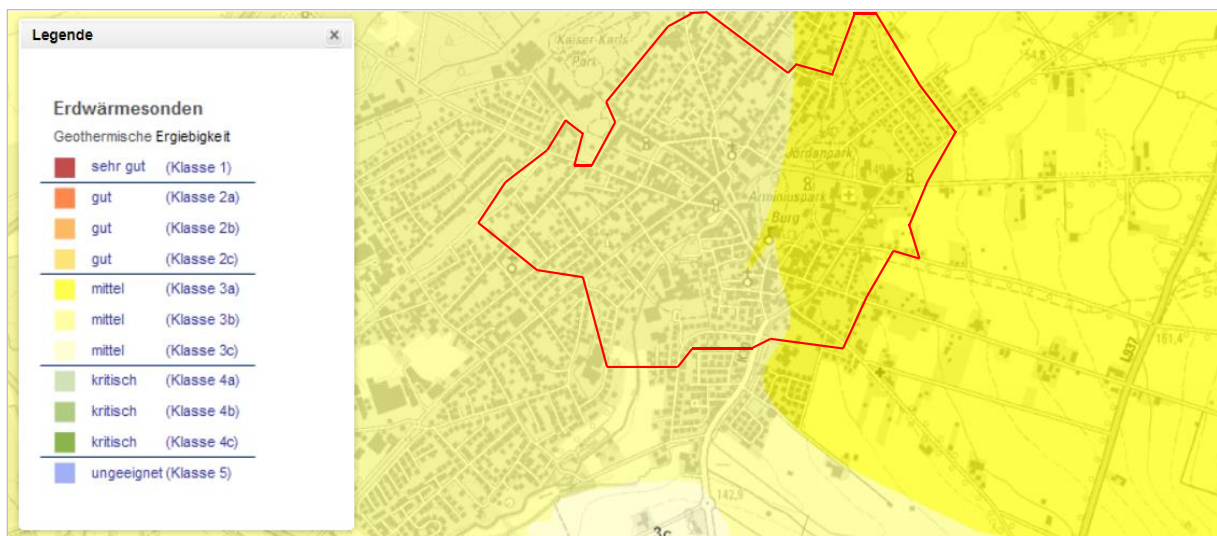 Legende
Erdwärmesonden
Geothermische Ergiebigkeit
sehr gut (Klasse 1)
gut (Klasse 2a)
gut (Klasse 2b)
gut (Klasse 2c)
mittel (Klasse 3a)
mittel (Klasse 3b)
mittel (Klasse 3c)
kritisch (Klasse 4a)
kritisch (Klasse 4b)
kritisch (Klasse 4c)
ungeeignet (Klasse 5)
Kaiser-Karls-
Park
Jordanpark
Arminiuspark
Burg
L937
161,4
142,9
3c